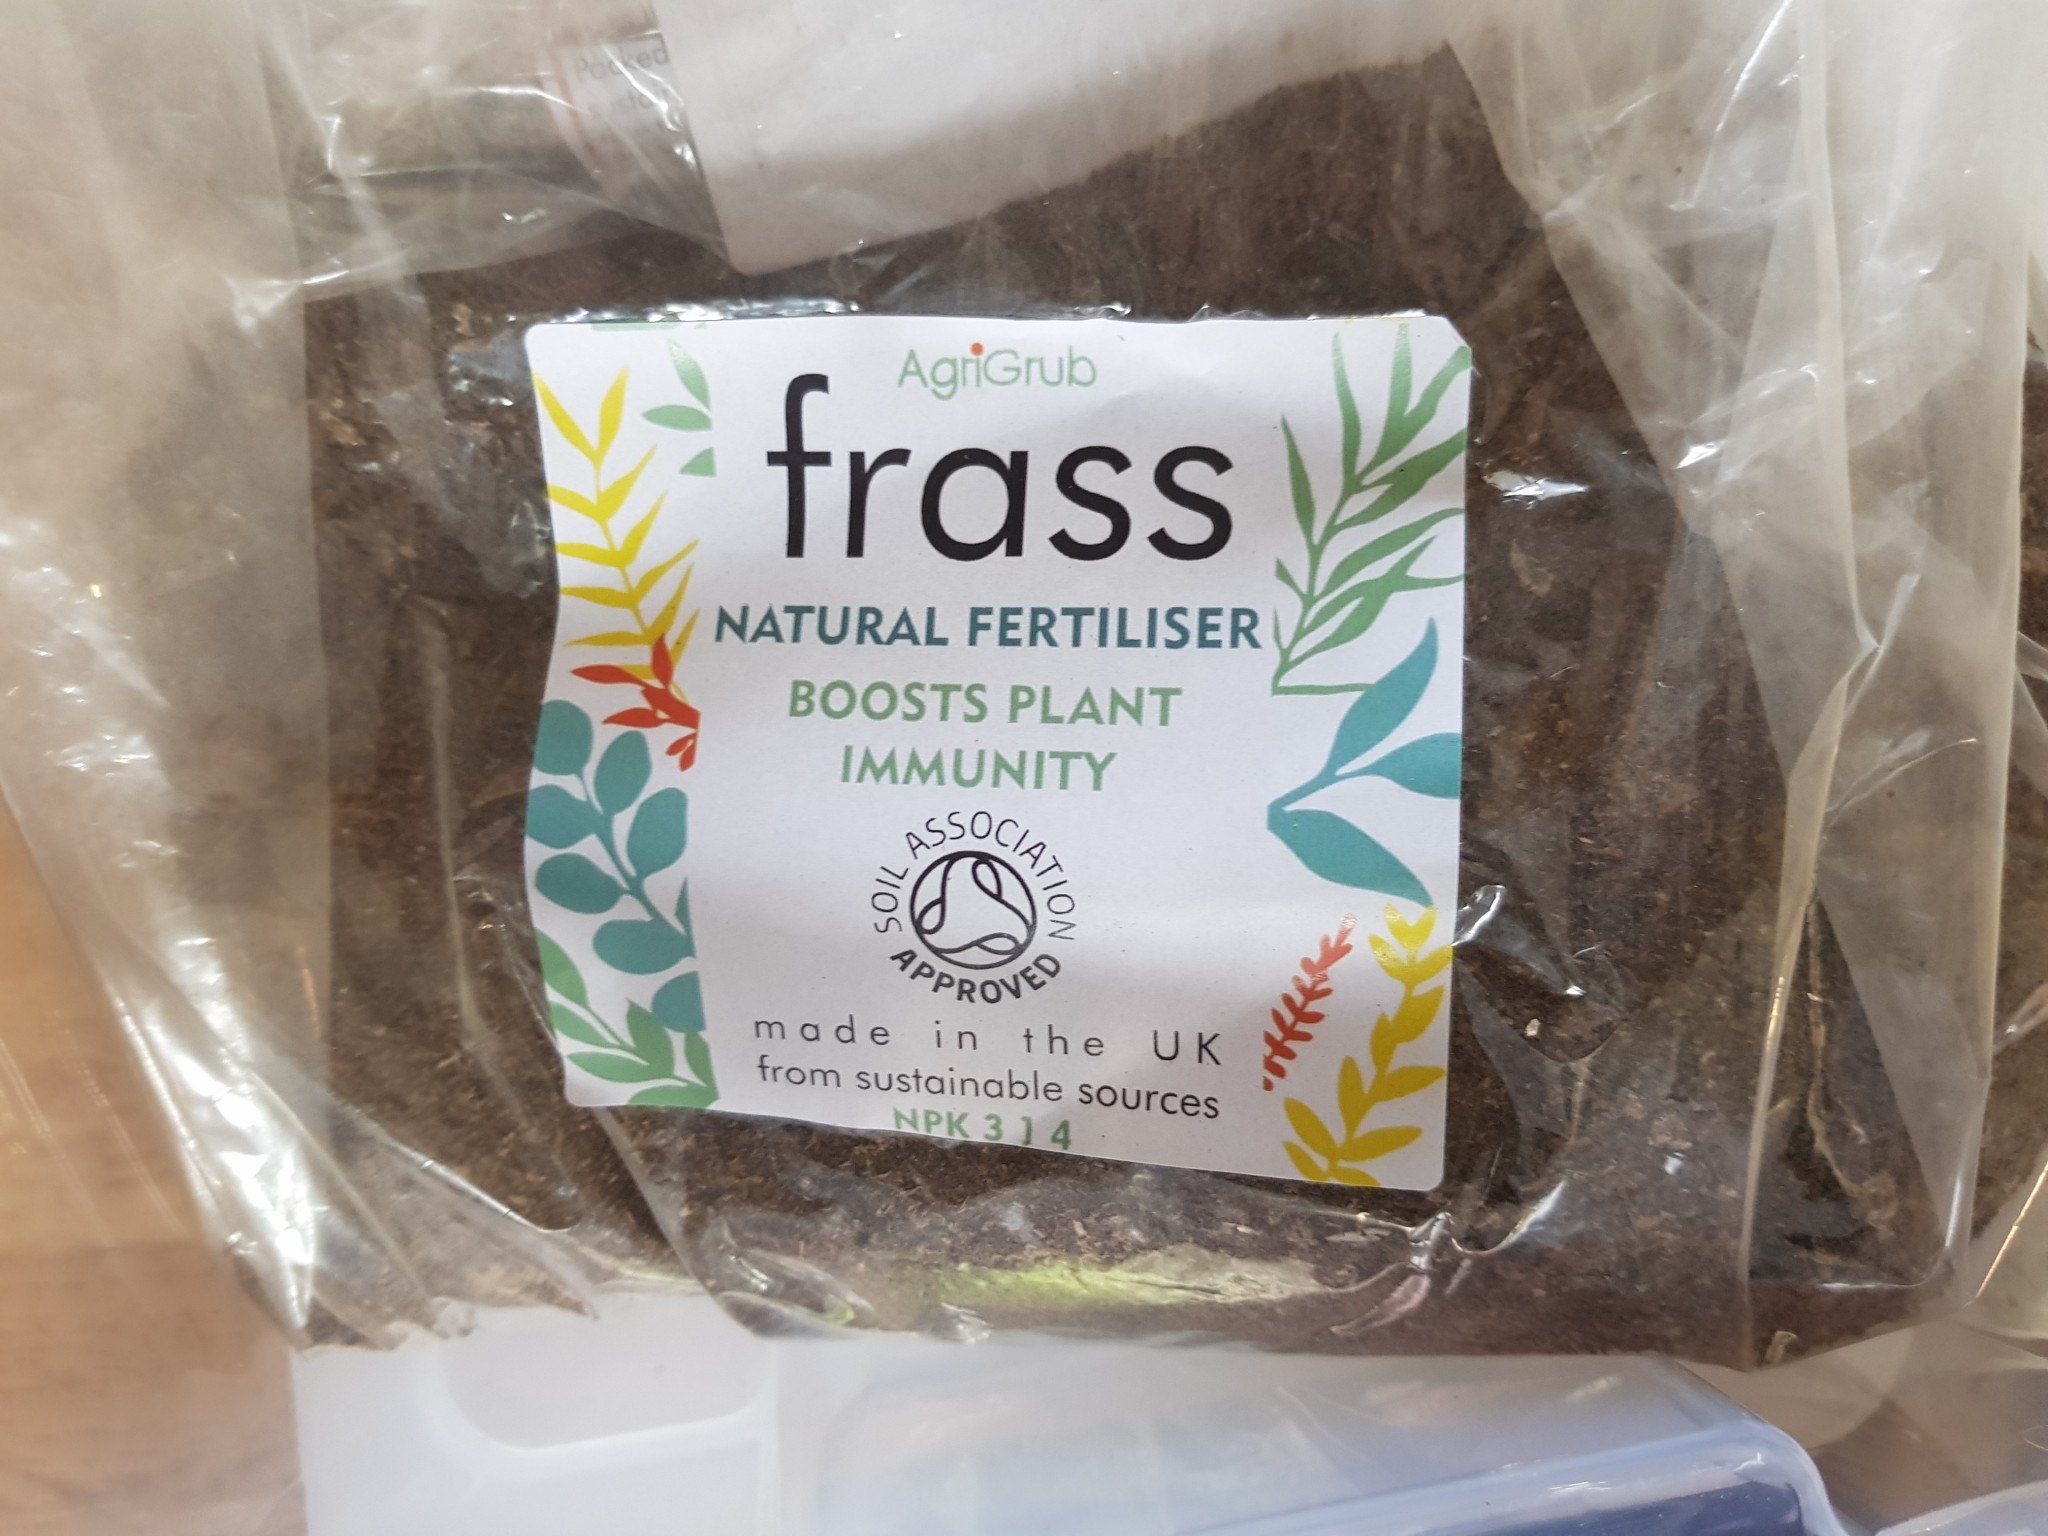 Packed
AgriGrub
frass
NATURAL FERTILISER
BOOSTS PLANT
IMMUNITY
SOIL ASSOCIATION
APPROVED
made in the UK
from sustainable sources
NPK 3 1 4